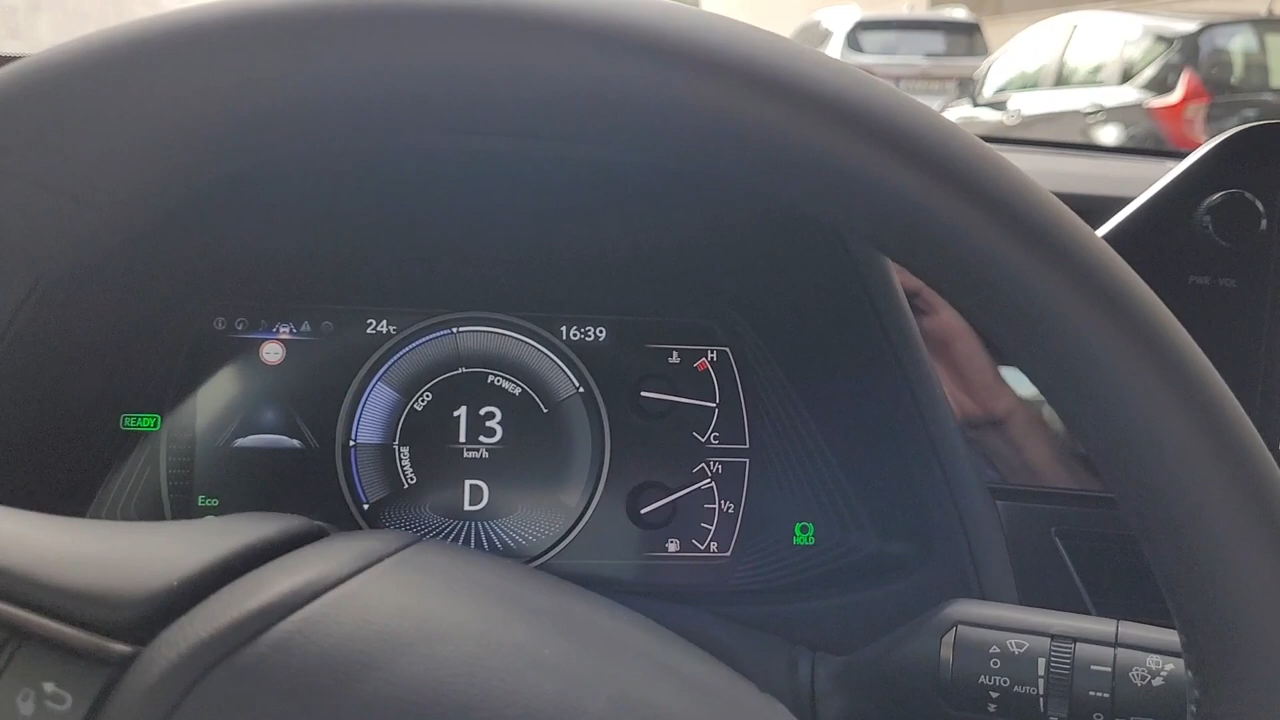 24°C
16:39
H
POWER
ECO
13
km/h
C
READY
CHARGE
1/1
D
1/2
Eco
HOLD
R
PWR·VOL
AUTO
AUTO